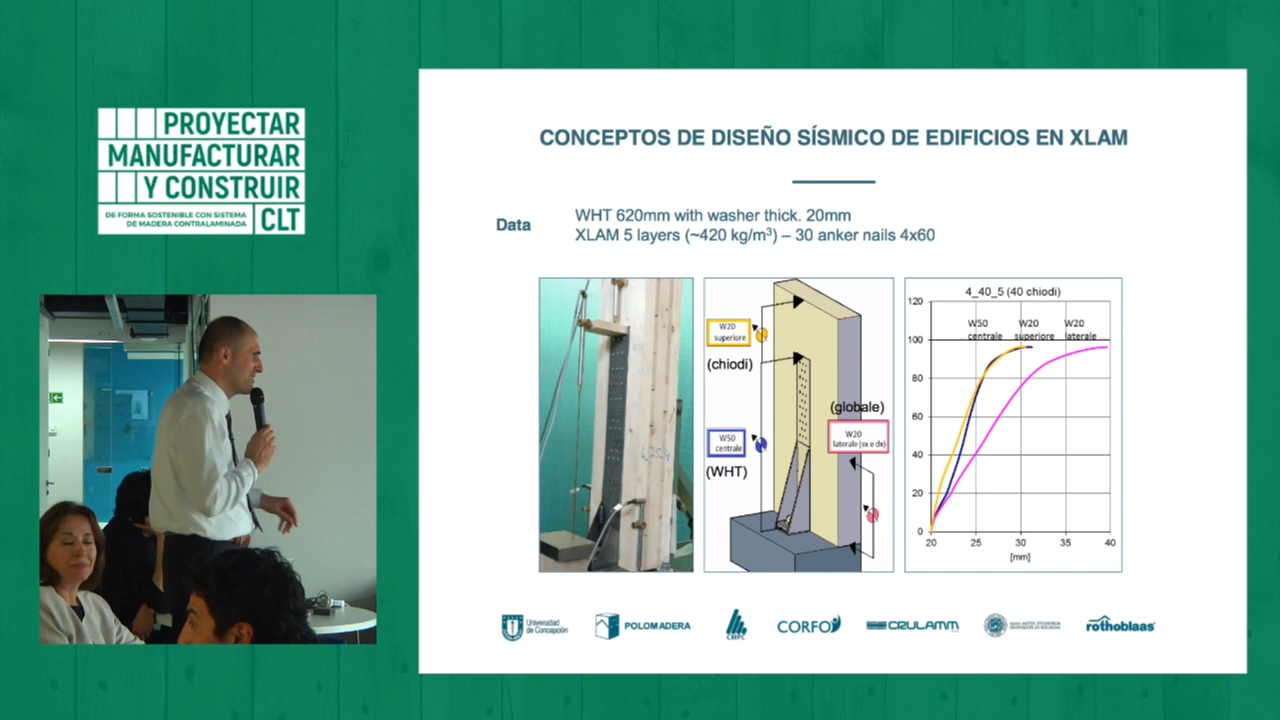 PROYECTAR
MANUFACTURAR
Y CONSTRUIR
DE FORMA SOSTENIBLE CON SISTEMA
DE MADERA CONTRALAMINADA
CLT
CONCEPTOS DE DISEÑO SÍSMICO DE EDIFICIOS EN XLAM
Data
WHT 620mm with washer thick. 20mm
XLAM 5 layers (~420 kg/m³) – 30 anker nails 4x60
W20
superiore
(chiodi)
W50
centrale
(WHT)
(globale)
W20
laterale (sx e dx)
4_40_5 (40 chiodi)
W50
centrale
W20
superiore
W20
laterale
120
100
80
60
40
20
0
20
25
30
35
40
[mm]
Universidad
de Concepción
POLOMADERA
CMPC
CORFO
CRULAMM
rothoblaas